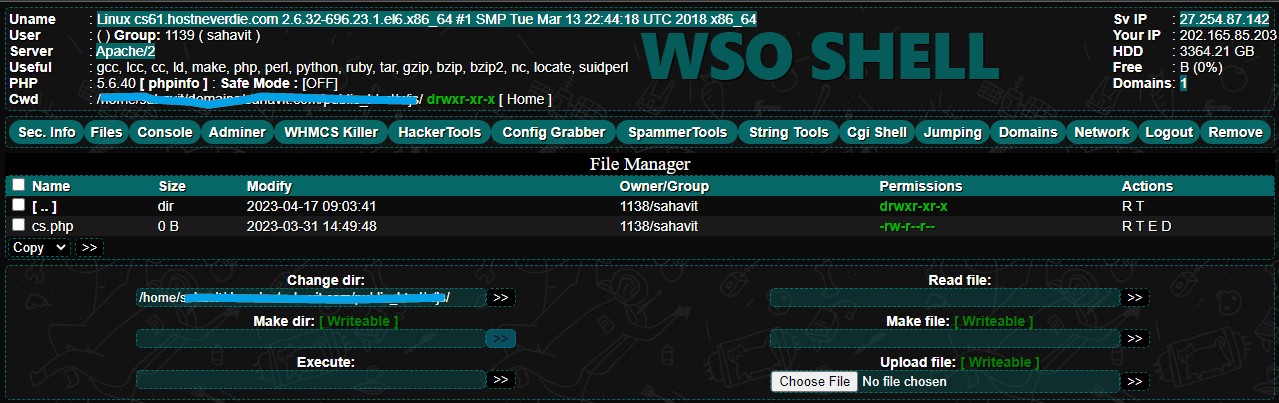 Uname : Linux cs61.hostneverdie.com 2.6.32-696.23.1.el6.x86_64 #1 SMP Tue Mar 13 22:44:18 UTC 2018 x86_64
User : ( ) Group: 1139 ( sahavit )
Server : Apache/2
Useful : gcc, lcc, cc, ld, make, php, perl, python, ruby, tar, gzip, bzip, bzip2, nc, locate, suidperl
PHP : 5.6.40 [ phpinfo ] : Safe Mode : [OFF]
Cwd : drwxr-xr-x [ Home ]
WSO SHELL
Sv IP : 27.254.87.142
Your IP : 202.165.85.203
HDD : 3364.21 GB
Free : B (0%)
Domains: 1
Sec. Info Files Console Adminer WHMCS Killer HackerTools Config Grabber SpammerTools String Tools Cgi Shell Jumping Domains Network Logout Remove
File Manager
Name Size Modify Owner/Group Permissions Actions
[ .. ] dir 2023-04-17 09:03:41 1138/sahavit drwxr-xr-x R T
cs.php 0 B 2023-03-31 14:49:48 1138/sahavit -rw-r--r-- R T E D
Copy >>
Change dir: Read file:
/home/ >> >>
Make dir: [ Writeable ] Make file: [ Writeable ]
>> >>
Execute: Upload file: [ Writeable ]
>> Choose File No file chosen >>